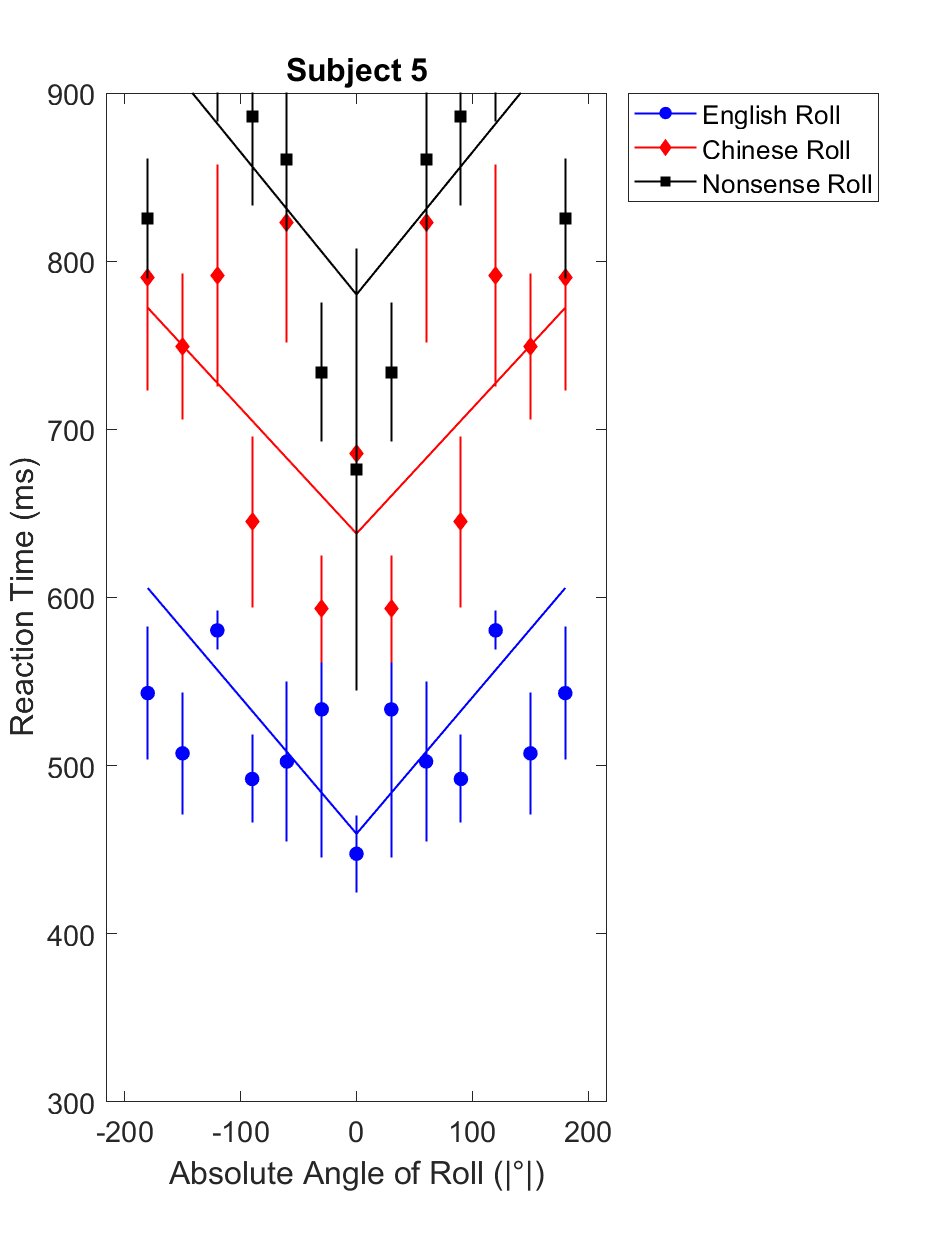 Subject 5
900
800
700
600
500
400
300
-200 -100 0 100 200
Reaction Time (ms)
Absolute Angle of Roll (|°|)
English Roll
Chinese Roll
Nonsense Roll